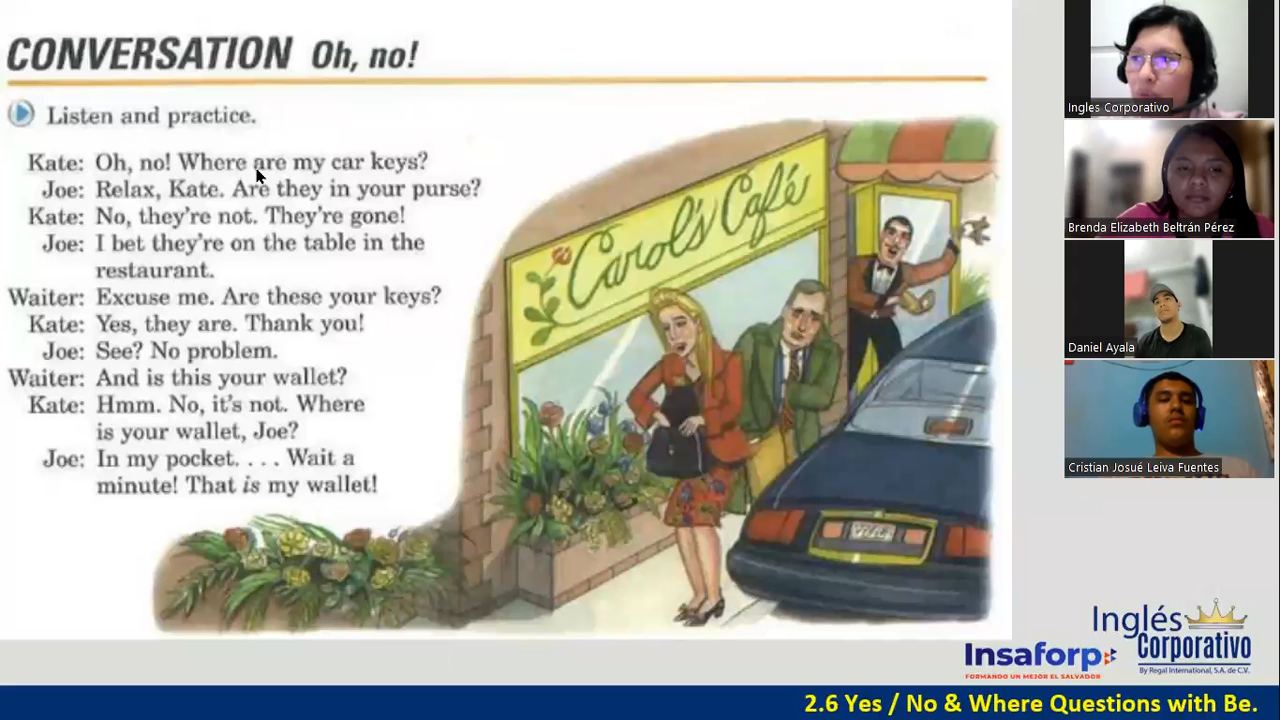 CONVERSATION Oh, no!
Listen and practice.
Kate: Oh, no! Where are my car keys?
Joe: Relax, Kate. Are they in your purse?
Kate: No, they're not. They're gone!
Joe: I bet they're on the table in the
restaurant.
Waiter: Excuse me. Are these your keys?
Kate: Yes, they are. Thank you!
Joe: See? No problem.
Waiter: And is this your wallet?
Kate: Hmm. No, it's not. Where
is your wallet, Joe?
Joe: In my pocket. . . . Wait a
minute! That is my wallet!
Carol's Café
Ingles Corporativo
Brenda Elizabeth Beltrán Pérez
Daniel Ayala
Cristian Josué Leiva Fuentes
Insaforp
FORMANDO UN MEJOR EL SALVADOR
Inglés
Corporativo
By Regal International, S.A. de C.V.
2.6 Yes / No & Where Questions with Be.